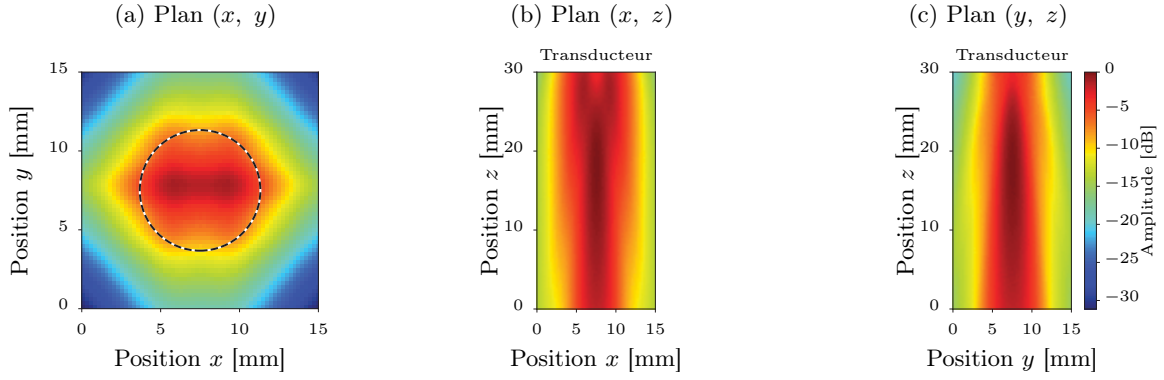 (a) Plan (x, y)
15
10
5
0
0 5 10 15
Position y [mm]
Position x [mm]
(b) Plan (x, z)
Transducteur
30
20
10
0
0 5 10 15
Position z [mm]
Position x [mm]
(c) Plan (y, z)
Transducteur
30
20
10
0
0 5 10 15
Position z [mm]
Position y [mm]
0
−5
−10
−15
−20
−25
−30
Amplitude [dB]